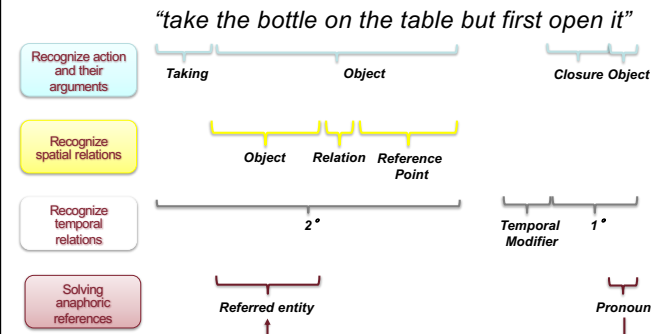 “take the bottle on the table but first open it”
Recognize action
and their
arguments
Taking
Object
Closure Object
Recognize
spatial relations
Object
Relation
Reference
Point
Recognize
temporal
relations
2°
Temporal
Modifier
1°
Solving
anaphoric
references
Referred entity
Pronoun